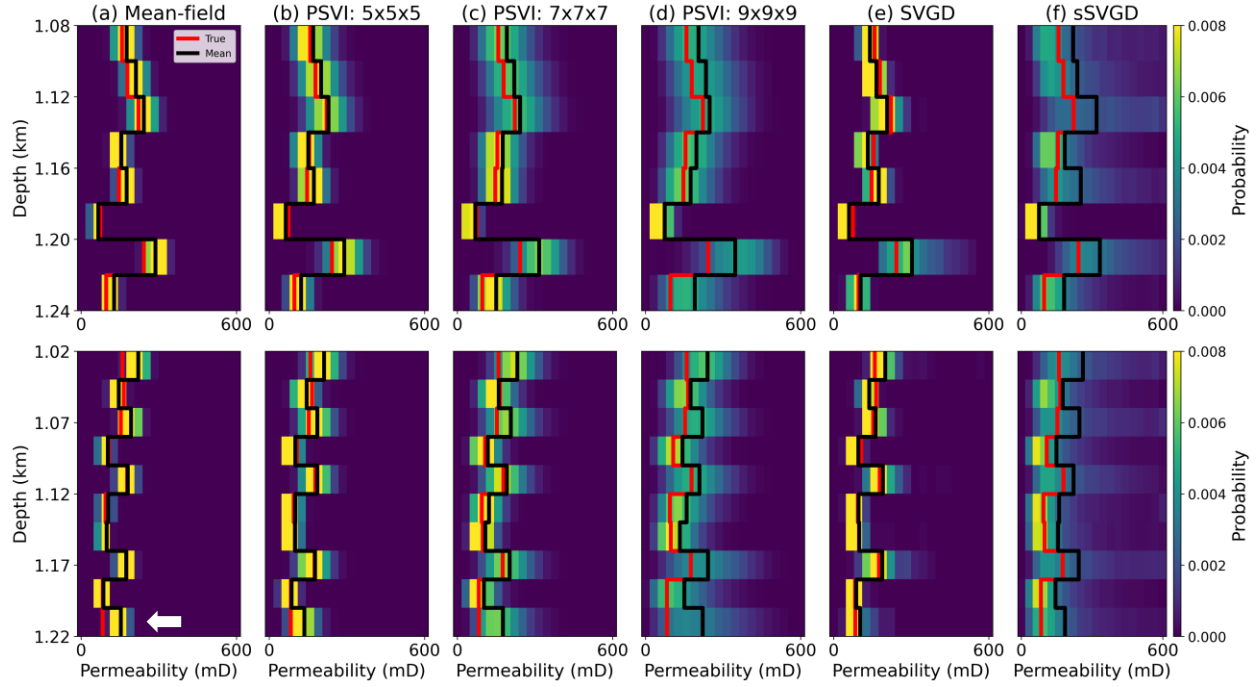 (a) Mean-field
(b) PSVI: 5x5x5
(c) PSVI: 7x7x7
(d) PSVI: 9x9x9
(e) SVGD
(f) sSVGD
True
Mean
Depth (km)
1.08
1.12
1.16
1.20
1.24
0 600
0 600
0 600
0 600
0 600
0 600
Probability
0.008
0.006
0.004
0.002
0.000
Depth (km)
1.02
1.07
1.12
1.17
1.22
0 600
0 600
0 600
0 600
0 600
0 600
Permeability (mD)
Permeability (mD)
Permeability (mD)
Permeability (mD)
Permeability (mD)
Permeability (mD)
Probability
0.008
0.006
0.004
0.002
0.000